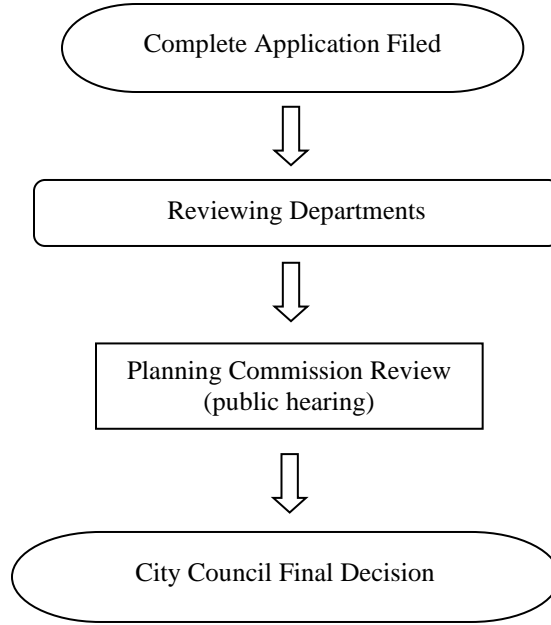 Complete Application Filed
Reviewing Departments
Planning Commission Review
(public hearing)
City Council Final Decision